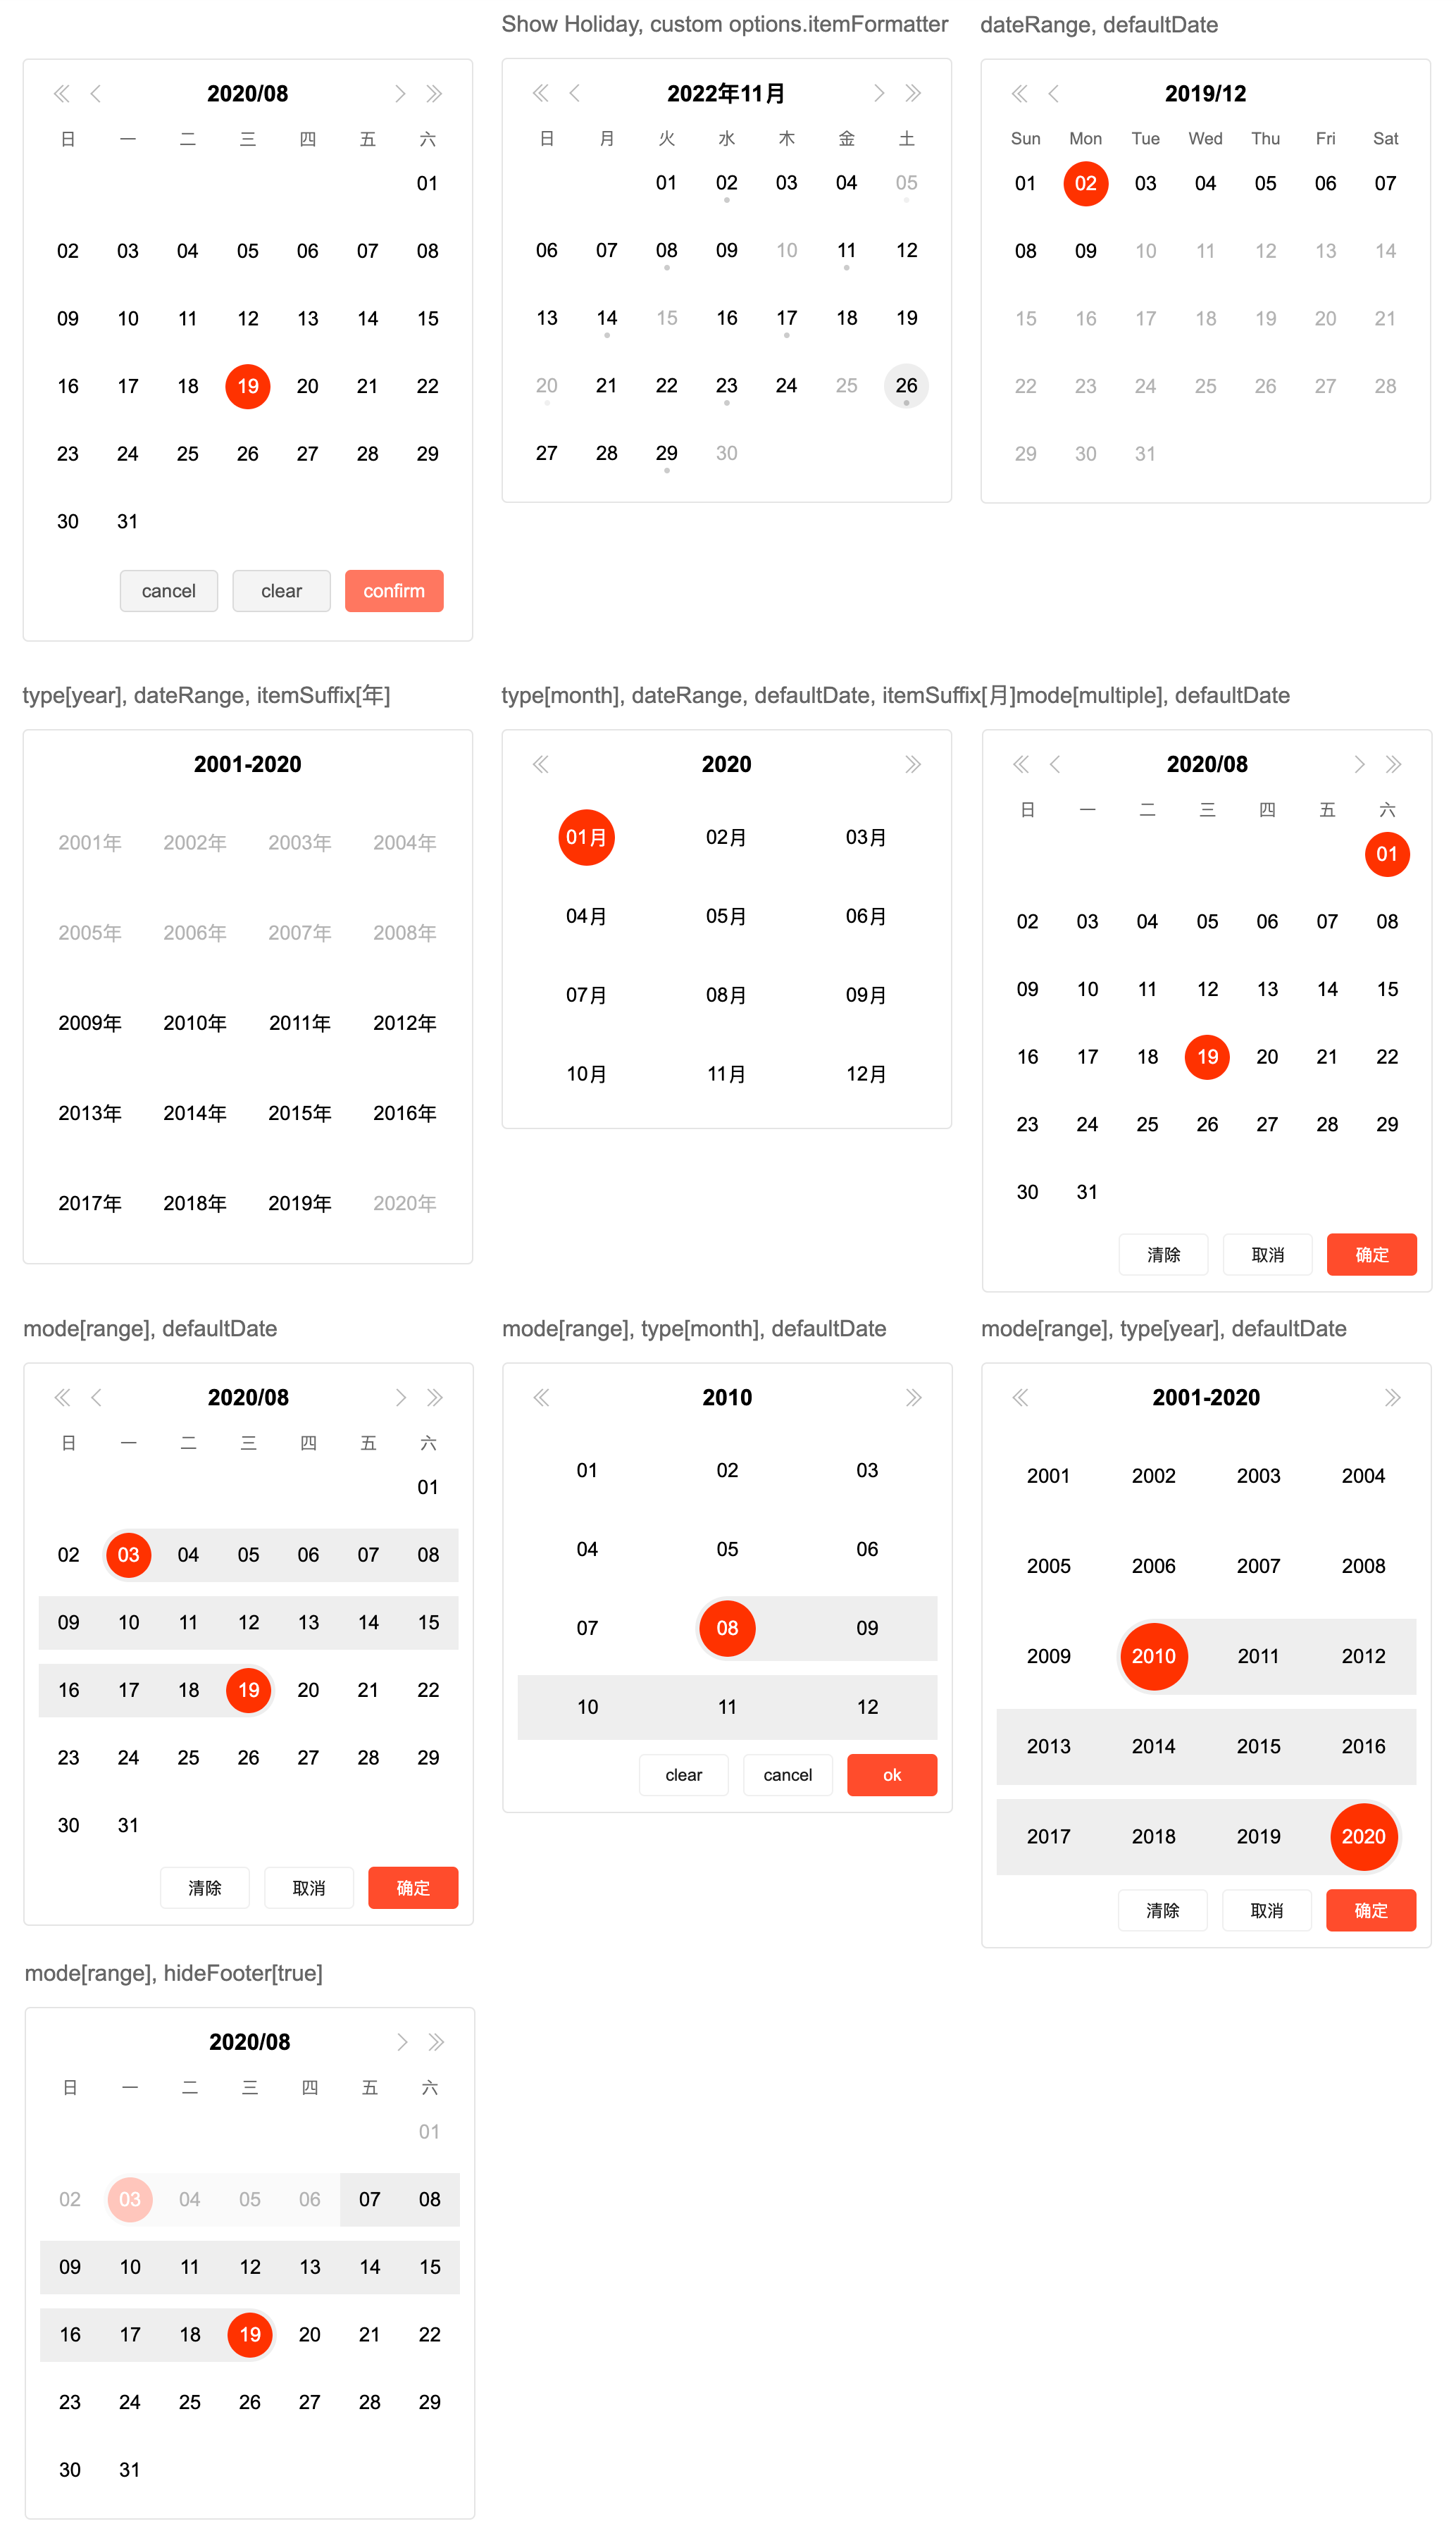 2020/08
日 一 二 三 四 五 六
01
02 03 04 05 06 07 08
09 10 11 12 13 14 15
16 17 18 19 20 21 22
23 24 25 26 27 28 29
30 31
cancel clear confirm
Show Holiday, custom options.itemFormatter
2022年11月
日 月 火 水 木 金 土
01 02 03 04 05
06 07 08 09 10 11 12
13 14 15 16 17 18 19
20 21 22 23 24 25 26
27 28 29 30
dateRange, defaultDate
2019/12
Sun Mon Tue Wed Thu Fri Sat
01 02 03 04 05 06 07
08 09 10 11 12 13 14
15 16 17 18 19 20 21
22 23 24 25 26 27 28
29 30 31
type[year], dateRange, itemSuffix[年]
2001-2020
2001年 2002年 2003年 2004年
2005年 2006年 2007年 2008年
2009年 2010年 2011年 2012年
2013年 2014年 2015年 2016年
2017年 2018年 2019年 2020年
type[month], dateRange, defaultDate, itemSuffix[月]
2020
01月 02月 03月
04月 05月 06月
07月 08月 09月
10月 11月 12月
mode[multiple], defaultDate
2020/08
日 一 二 三 四 五 六
01
02 03 04 05 06 07 08
09 10 11 12 13 14 15
16 17 18 19 20 21 22
23 24 25 26 27 28 29
30 31
清除 取消 确定
mode[range], defaultDate
2020/08
日 一 二 三 四 五 六
01
02 03 04 05 06 07 08
09 10 11 12 13 14 15
16 17 18 19 20 21 22
23 24 25 26 27 28 29
30 31
清除 取消 确定
mode[range], type[month], defaultDate
2010
01 02 03
04 05 06
07 08 09
10 11 12
clear cancel ok
mode[range], type[year], defaultDate
2001-2020
2001 2002 2003 2004
2005 2006 2007 2008
2009 2010 2011 2012
2013 2014 2015 2016
2017 2018 2019 2020
清除 取消 确定
mode[range], hideFooter[true]
2020/08
日 一 二 三 四 五 六
01
02 03 04 05 06 07 08
09 10 11 12 13 14 15
16 17 18 19 20 21 22
23 24 25 26 27 28 29
30 31